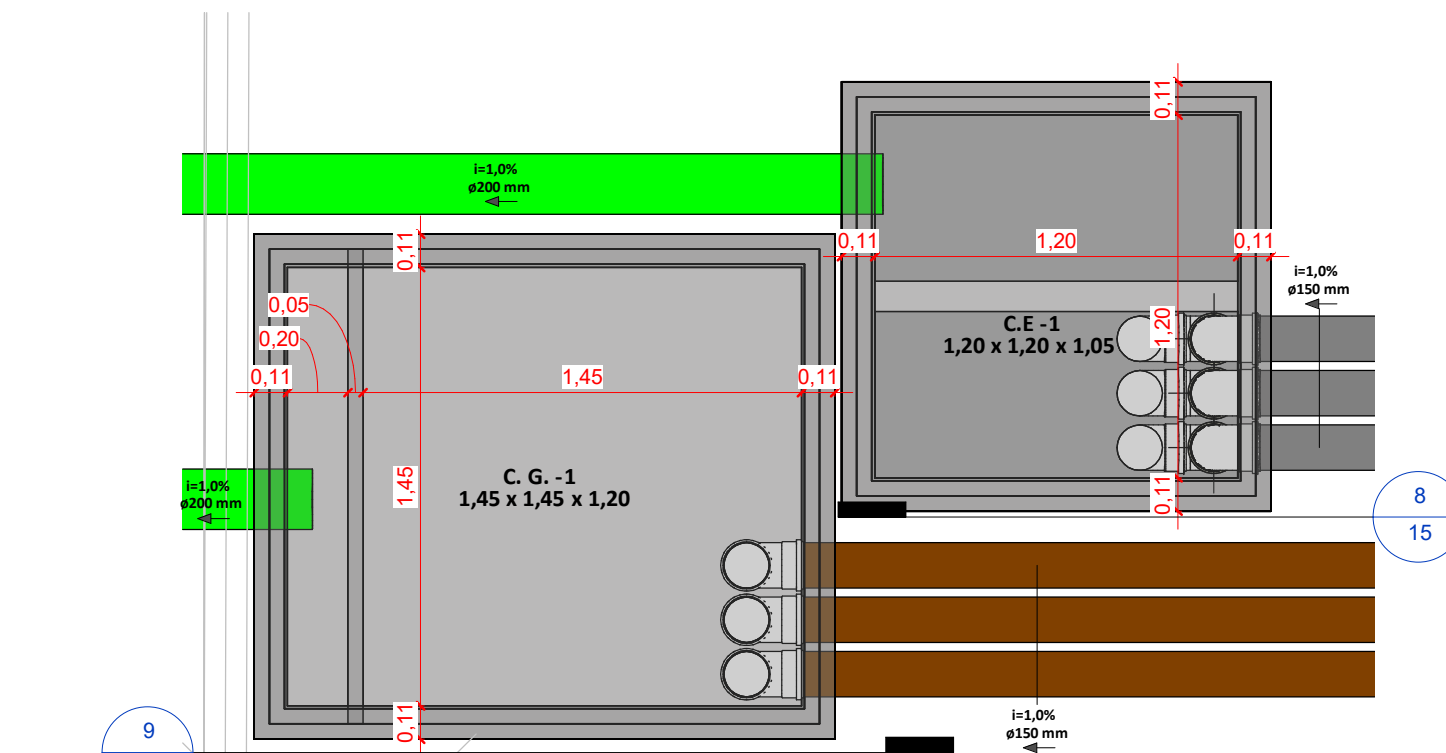 0,11
i=1,0%
ø200 mm
0,11
0,11
1,20
0,11
i=1,0%
ø150 mm
0,05
0,20
C.E -1
1,20 x 1,20 x 1,05
1,20
0,11
1,45
0,11
C. G. -1
1,45 x 1,45 x 1,20
1,45
i=1,0%
ø200 mm
0,11
8
15
i=1,0%
ø150 mm
0,11
9